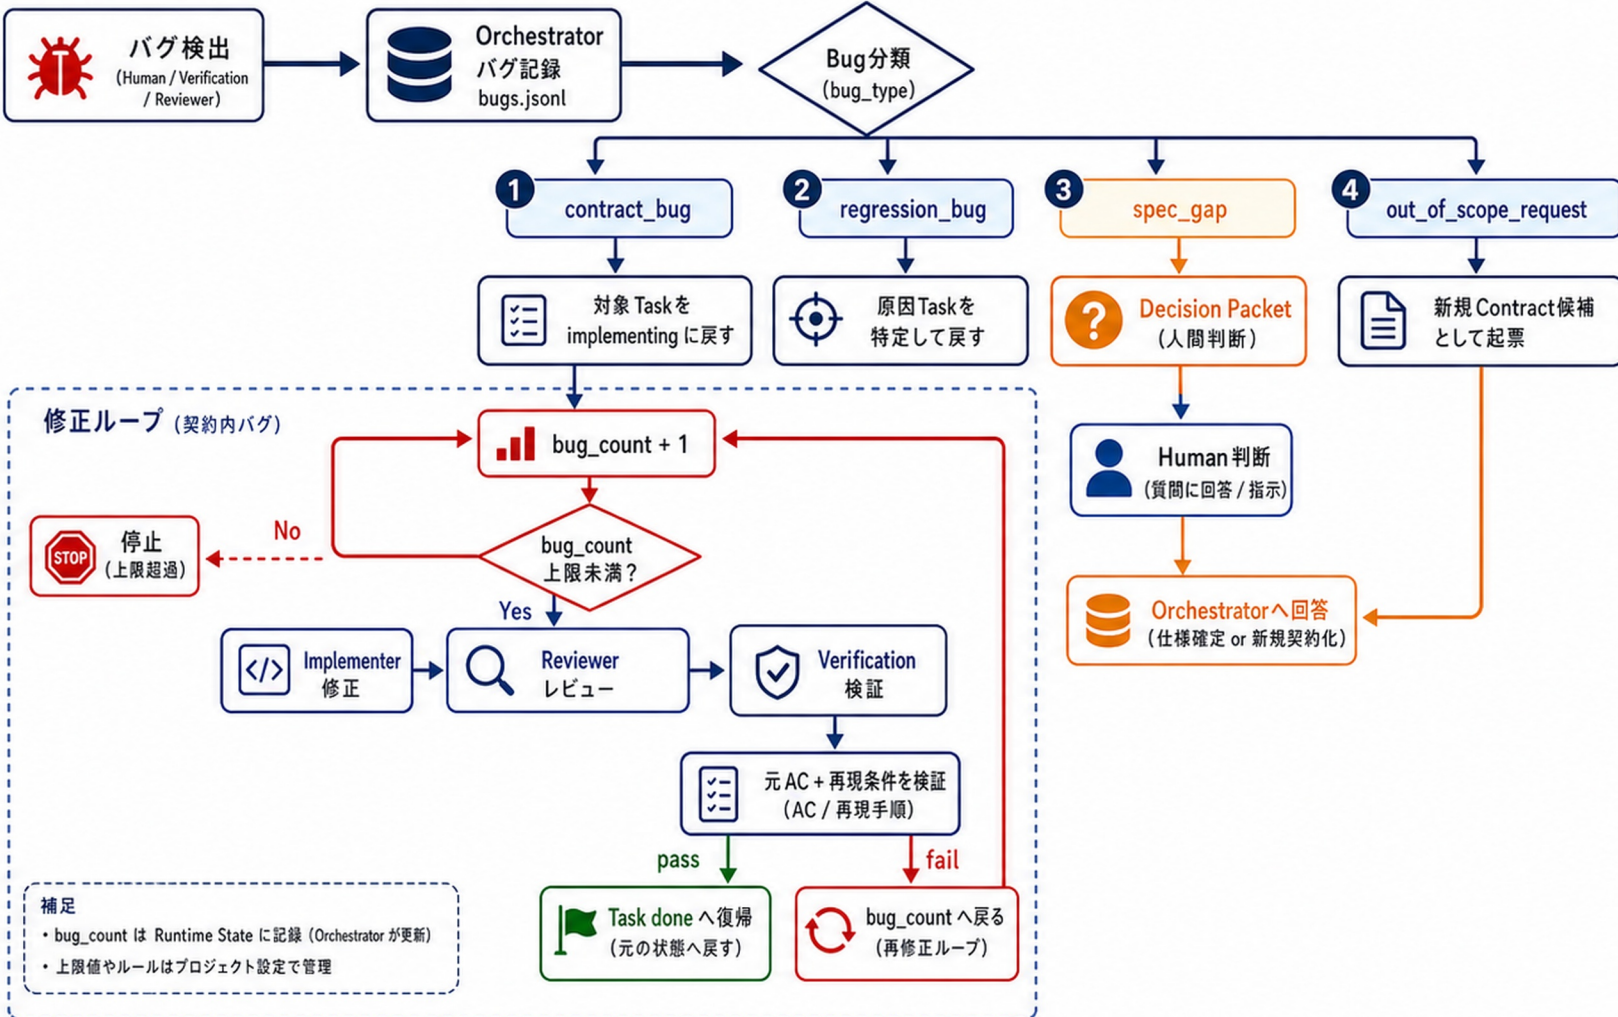 バグ検出
(Human / Verification
/ Reviewer)
Orchestrator
バグ記録
bugs.jsonl
Bug分類
(bug_type)
1
contract_bug
2
regression_bug
3
spec_gap
4
out_of_scope_request
対象 Taskを
implementing に戻す
原因Taskを
特定して戻す
Decision Packet
(人間判断)
新規 Contract候補
として起票
修正ループ (契約内バグ)
bug_count + 1
Human 判断
(質問に回答 / 指示)
No
STOP
停止
(上限超過)
bug_count
上限未満？
Yes
Orchestratorへ回答
(仕様確定 or 新規契約化)
Implementer
修正
Reviewer
レビュー
Verification
検証
元 AC + 再現条件を検証
(AC / 再現手順)
pass
fail
Task done へ復帰
(元の状態へ戻す)
bug_count へ戻る
(再修正ループ)
補足
・bug_count は Runtime State に記録 (Orchestrator が更新)
・上限値やルールはプロジェクト設定で管理